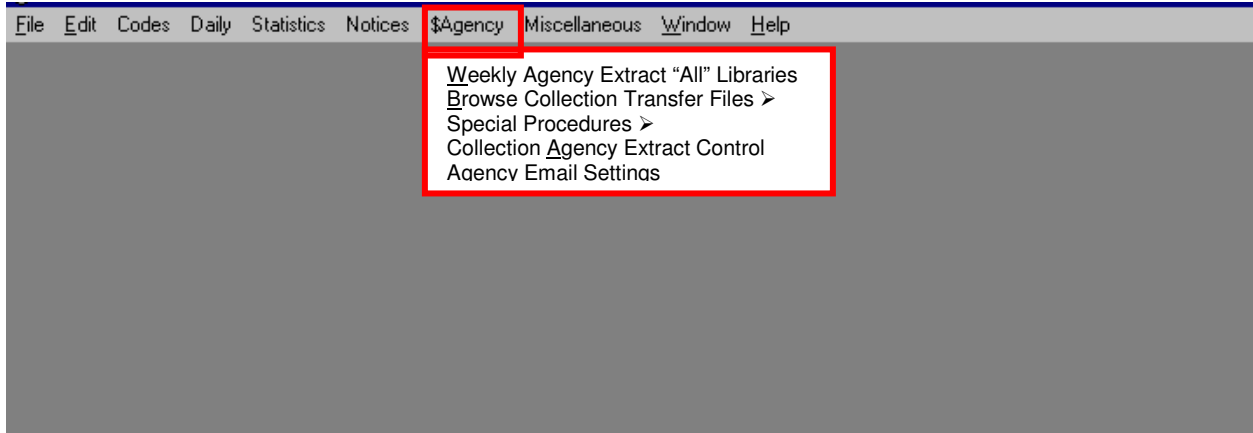 File Edit Codes Daily Statistics Notices $Agency Miscellaneous Window Help
Weekly Agency Extract “All” Libraries
Browse Collection Transfer Files ➢
Special Procedures ➢
Collection Agency Extract Control
Agency Email Settings